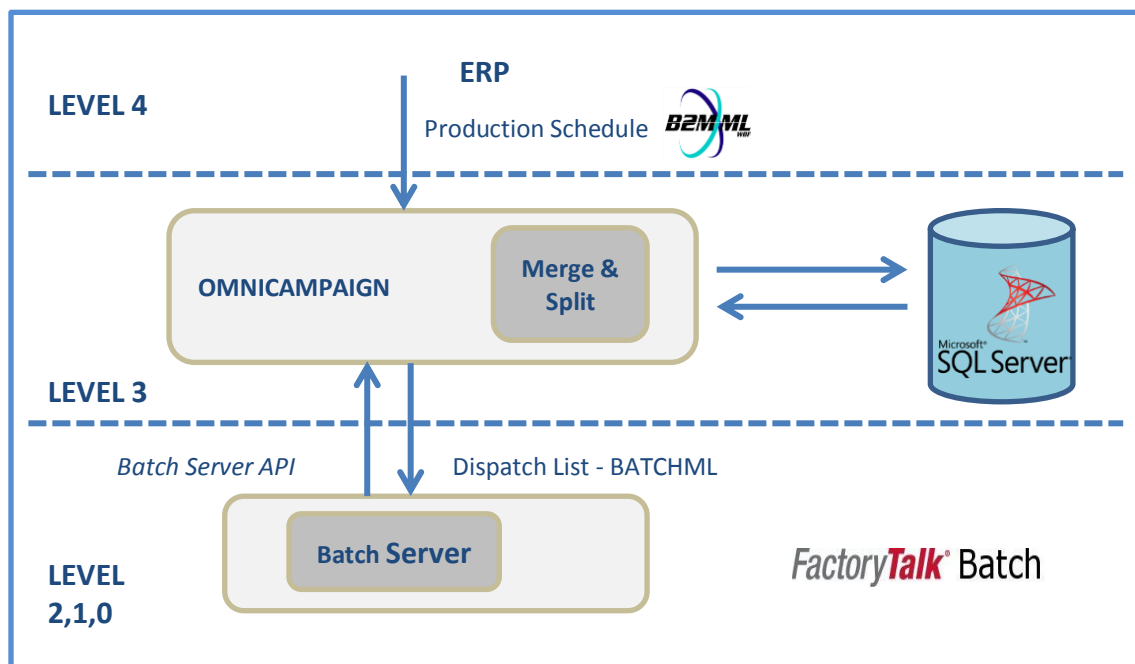 ERP
LEVEL 4
Production Schedule
B2MML
WBF
OMNICAMPAIGN
Merge &
Split
Microsoft®
SQL Server®
LEVEL 3
Batch Server API
Dispatch List - BATCHML
Batch Server
FactoryTalk® Batch
LEVEL
2,1,0